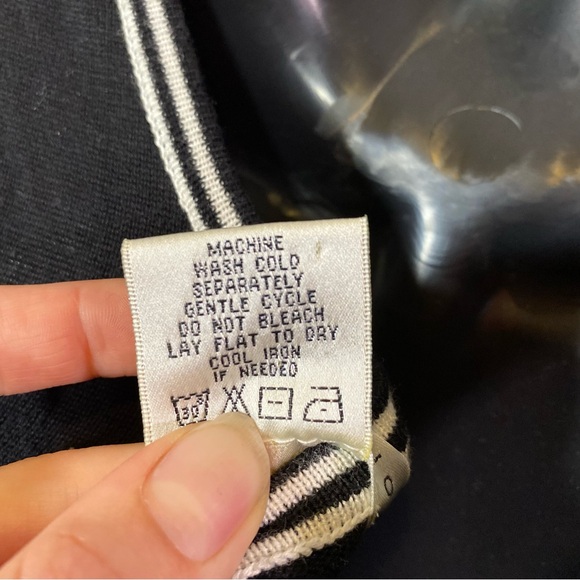 MACHINE
WASH COLD
SEPARATELY
GENTLE CYCLE
DO NOT BLEACH
LAY FLAT TO DRY
COOL IRON
IF NEEDED
30°